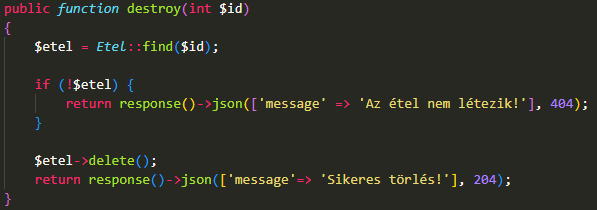 public function destroy(int $id)
{
    $etel = Etel::find($id);

    if (!$etel) {
        return response()->json(['message' => 'Az étel nem létezik!'], 404);
    }

    $etel->delete();
    return response()->json(['message'=> 'Sikeres törlés!'], 204);
}